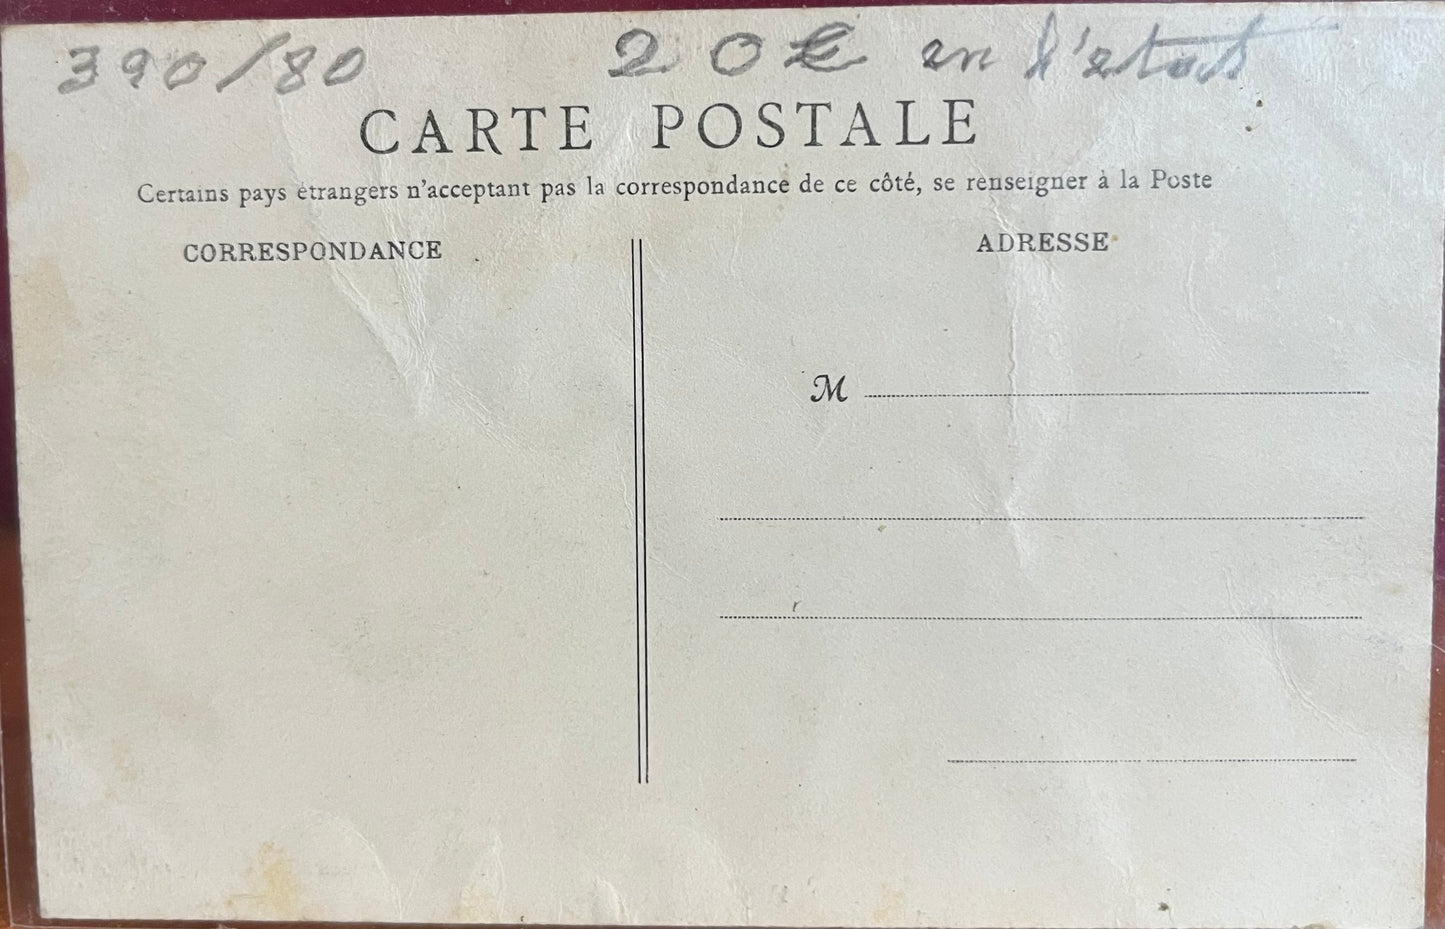 390/80 20€ en l'état
CARTE POSTALE
Certains pays étrangers n'acceptant pas la correspondance de ce côté, se renseigner à la Poste
CORRESPONDANCE ADRESSE
M